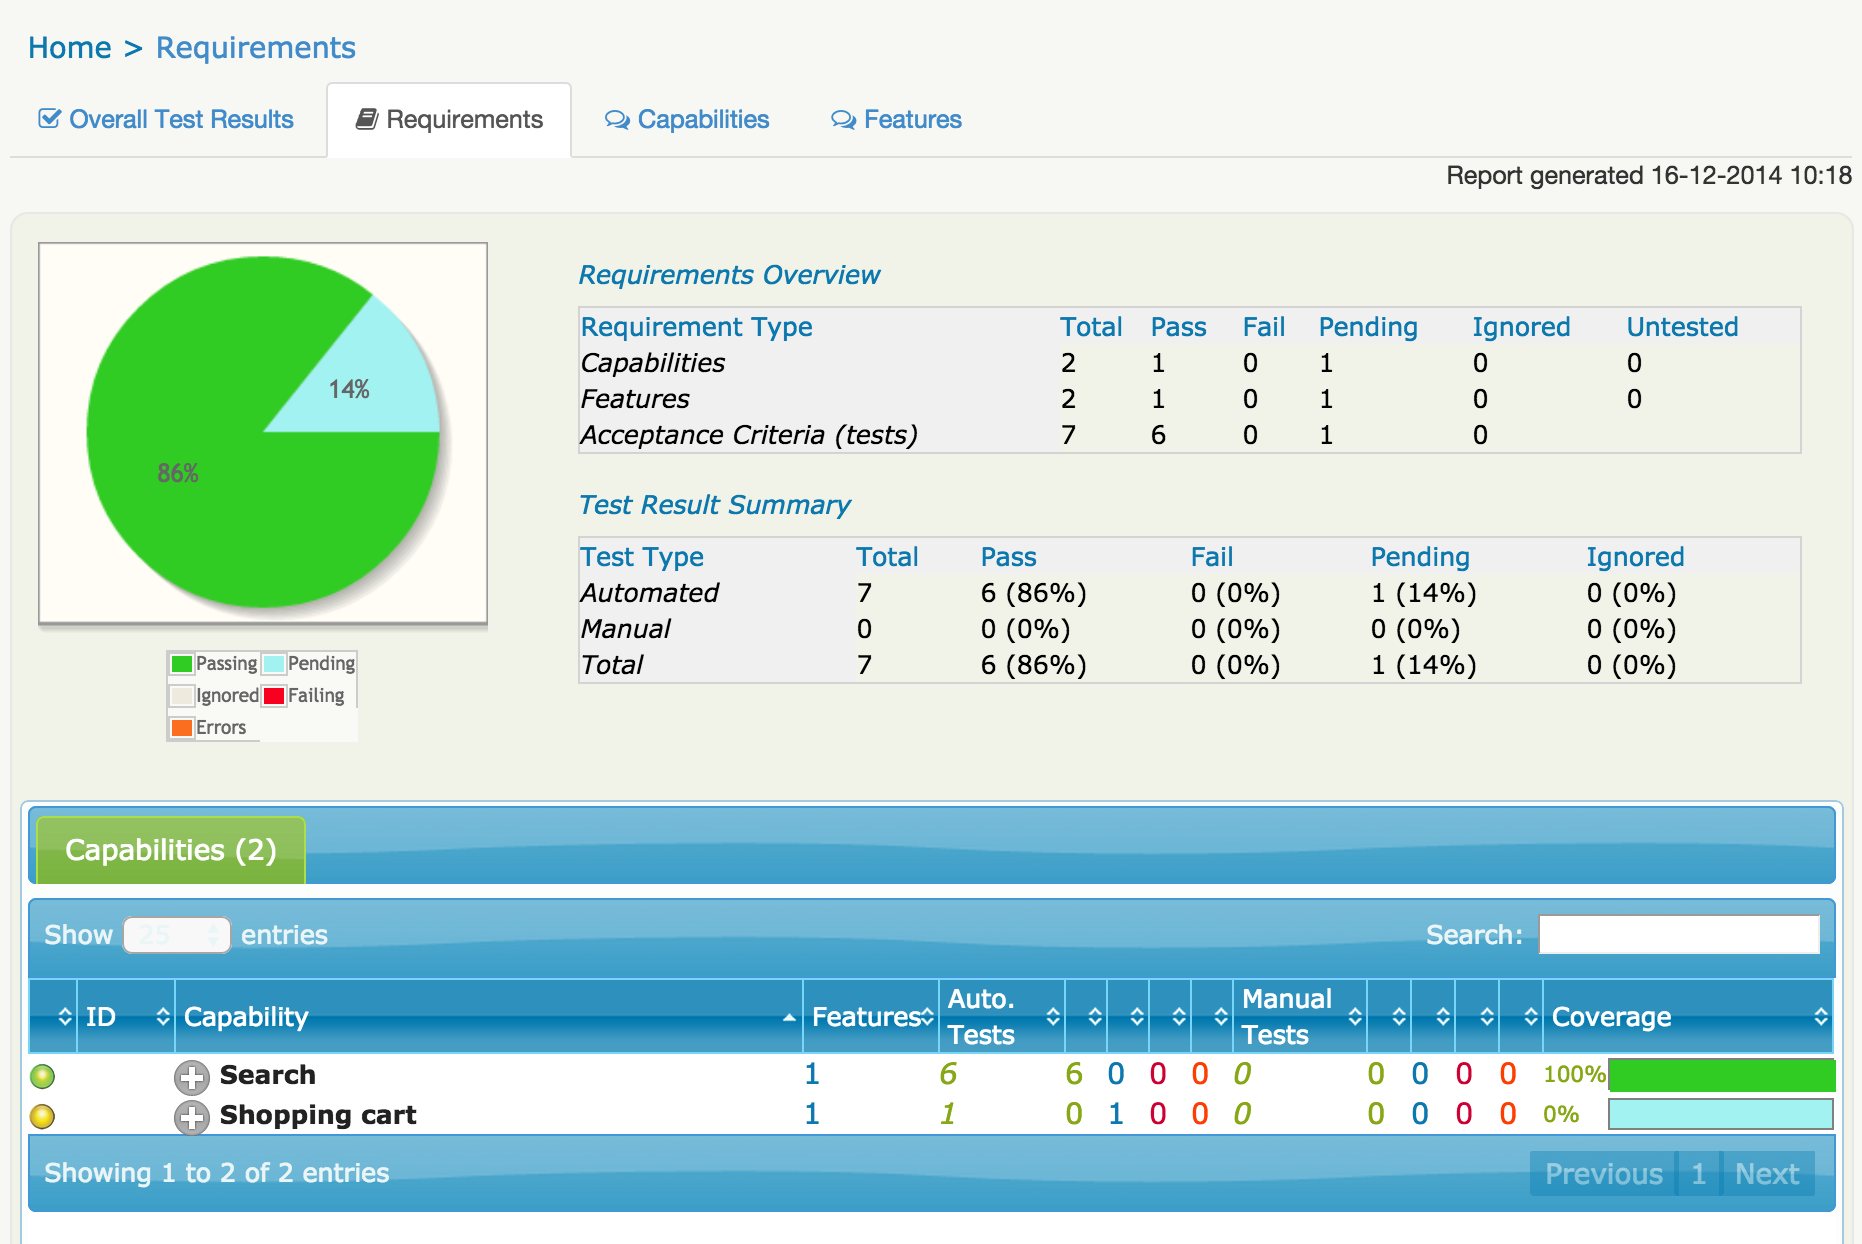 Home > Requirements
Overall Test Results Requirements Capabilities Features
Report generated 16-12-2014 10:18
14%
86%
Passing Pending
Ignored Failing
Errors
Requirements Overview
Requirement Type Total Pass Fail Pending Ignored Untested
Capabilities 2 1 0 1 0 0
Features 2 1 0 1 0 0
Acceptance Criteria (tests) 7 6 0 1 0
Test Result Summary
Test Type Total Pass Fail Pending Ignored
Automated 7 6 (86%) 0 (0%) 1 (14%) 0 (0%)
Manual 0 0 (0%) 0 (0%) 0 (0%) 0 (0%)
Total 7 6 (86%) 0 (0%) 1 (14%) 0 (0%)
Capabilities (2)
Show 25 entries Search:
ID Capability Features Auto. Tests Manual Tests Coverage
Search 1 6 6 0 0 0 0 0 0 0 0 100%
Shopping cart 1 1 0 1 0 0 0 0 0 0 0 0%
Showing 1 to 2 of 2 entries Previous 1 Next